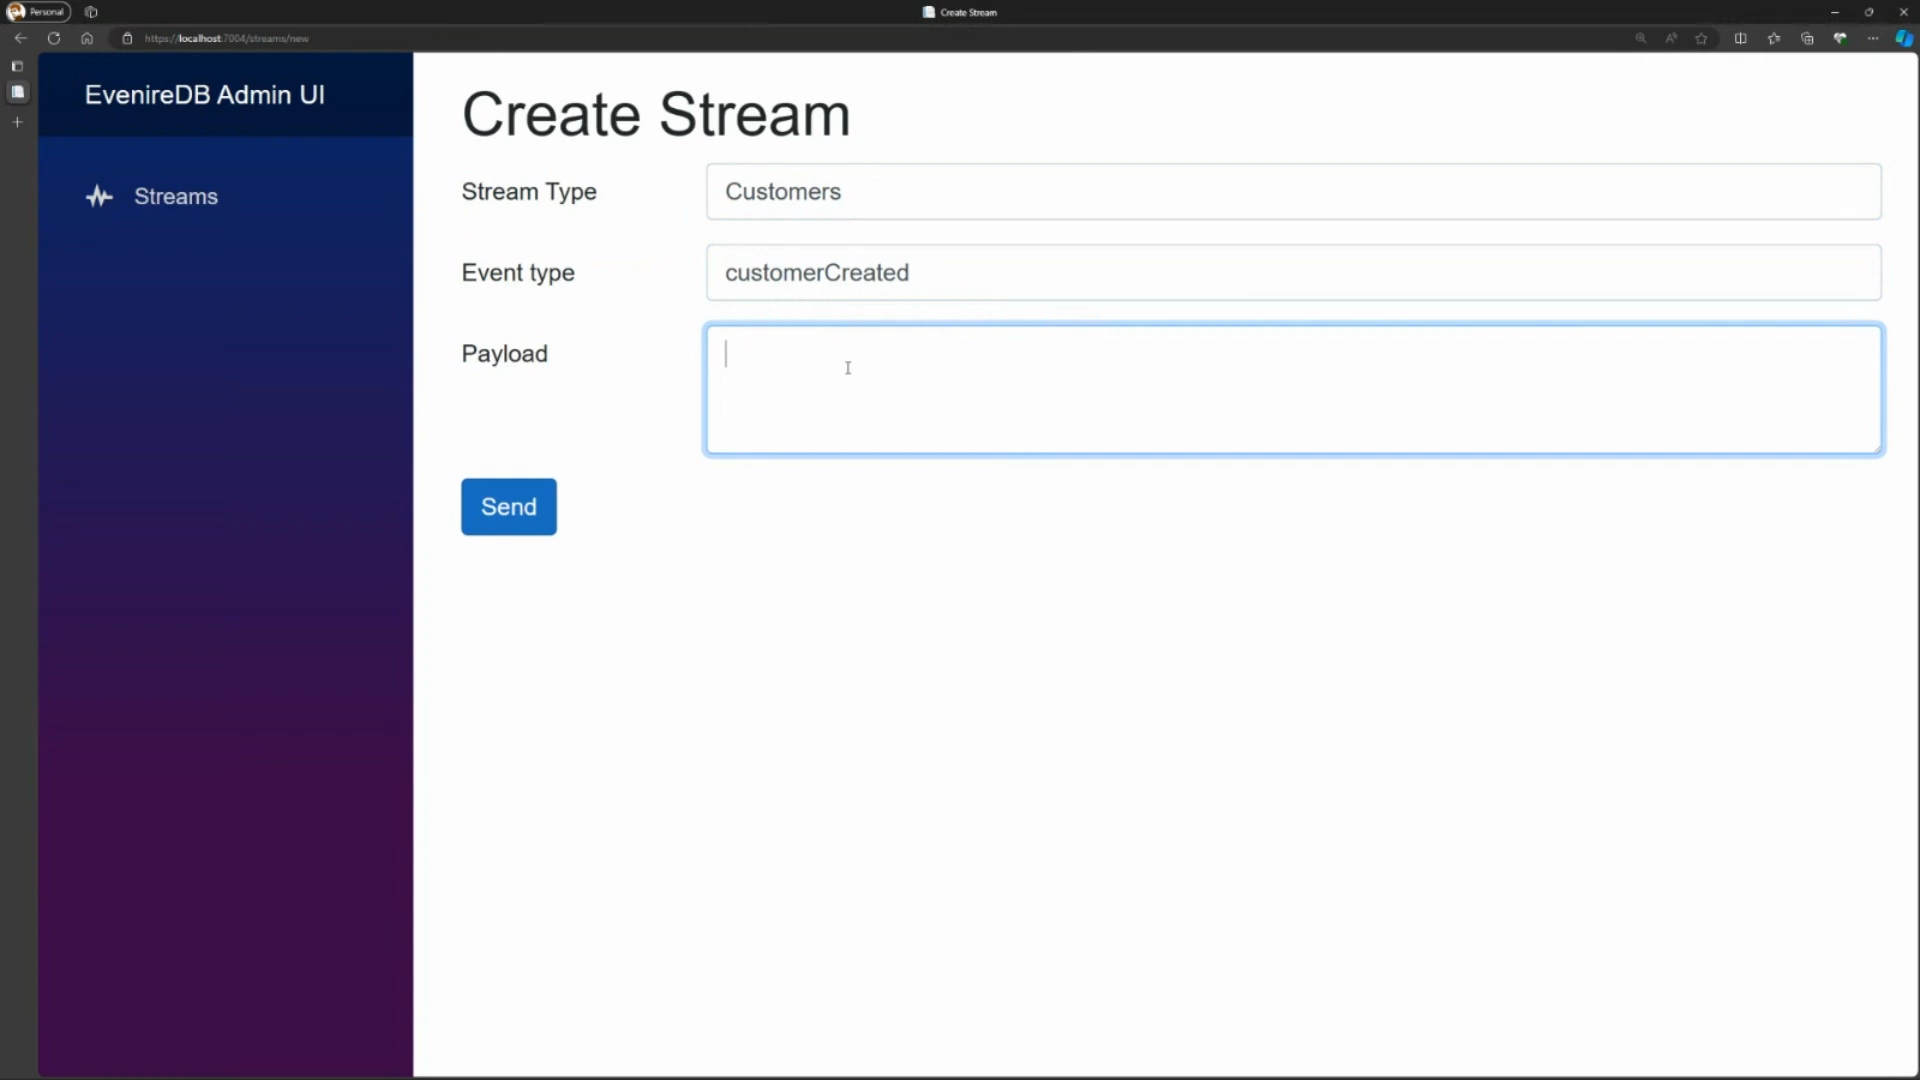 Personal
Create Stream
https://localhost:7004/streams/new
EvenireDB Admin UI
Streams
Create Stream
Stream Type
Customers
Event type
customerCreated
Payload
Send